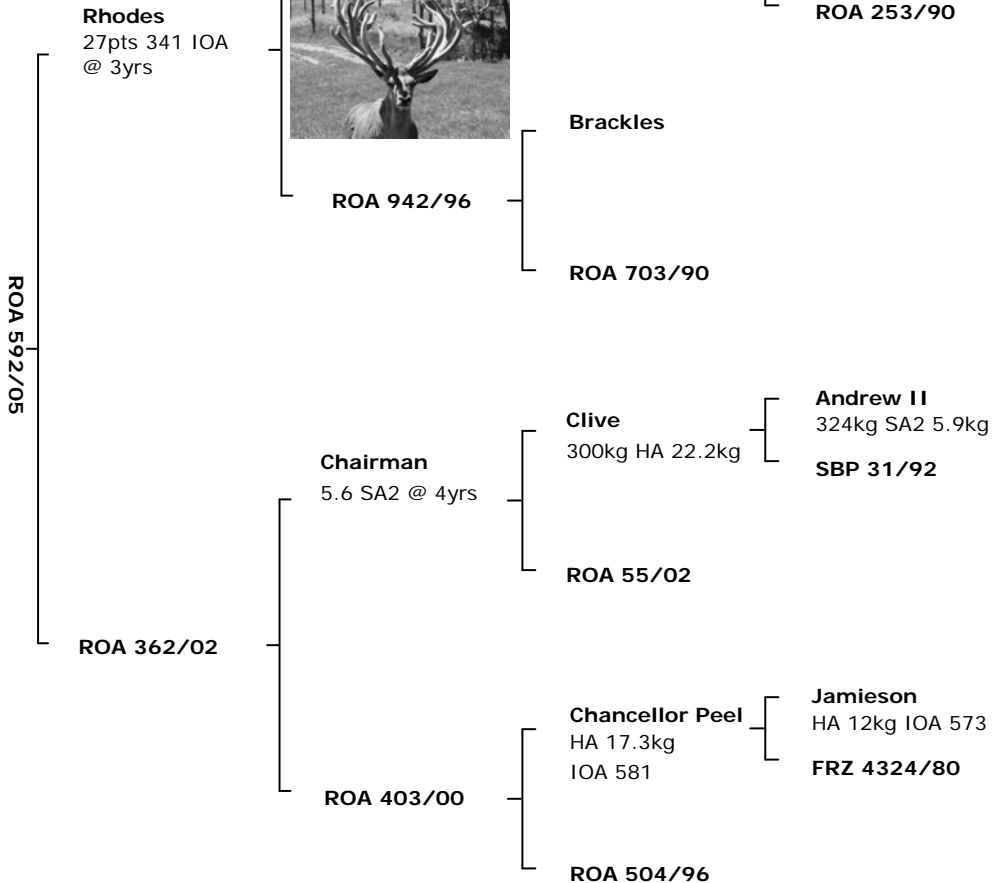 Rhodes
27pts 341 IOA
@ 3yrs
ROA 253/90
Brackles
ROA 942/96
ROA 703/90
ROA 592/05
Chairman
5.6 SA2 @ 4yrs
Clive
300kg HA 22.2kg
Andrew II
324kg SA2 5.9kg
SBP 31/92
ROA 55/02
ROA 362/02
Chancellor Peel
HA 17.3kg
IOA 581
Jamieson
HA 12kg IOA 573
FRZ 4324/80
ROA 403/00
ROA 504/96